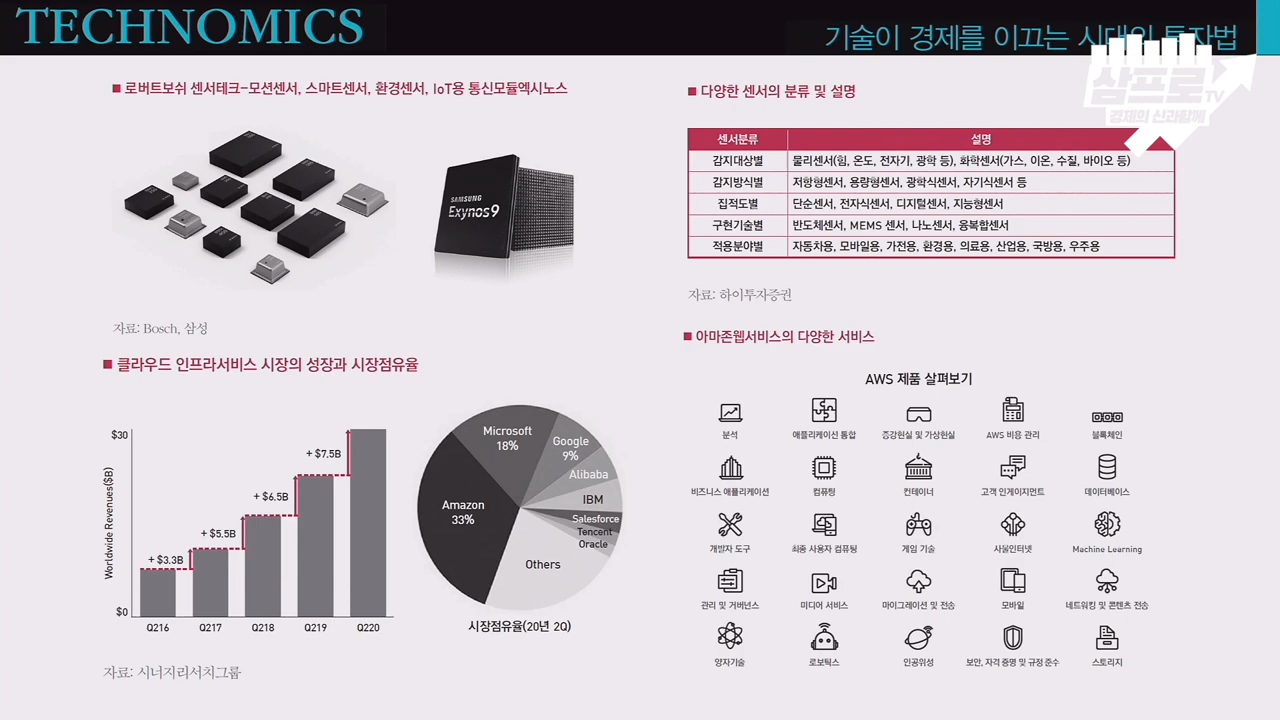 TECHNOMICS
기술이 경제를 이끄는 시대의 투자법
삼프로TV
경제의 신과함께
■ 로버트보쉬 센서테크-모션센서, 스마트센서, 환경센서, IoT용 통신모듈엑시노스
SAMSUNG
Exynos9
자료: Bosch, 삼성
■ 다양한 센서의 분류 및 설명
센서분류 설명
감지대상별 물리센서(힘, 온도, 전자기, 광학 등), 화학센서(가스, 이온, 수질, 바이오 등)
감지방식별 저항형센서, 용량형센서, 광학식센서, 자기식센서 등
집적도별 단순센서, 전자식센서, 디지털센서, 지능형센서
구현기술별 반도체센서, MEMS 센서, 나노센서, 융복합센서
적용분야별 자동차용, 모바일용, 가전용, 환경용, 의료용, 산업용, 국방용, 우주용
자료: 하이투자증권
■ 클라우드 인프라서비스 시장의 성장과 시장점유율
Worldwide Revenues($B)
$30
$0
+ $3.3B
+ $5.5B
+ $6.5B
+ $7.5B
Q216 Q217 Q218 Q219 Q220
Microsoft
18%
Google
9%
Alibaba
IBM
Salesforce
Tencent
Oracle
Others
Amazon
33%
시장점유율(20년 2Q)
자료: 시너지리서치그룹
■ 아마존웹서비스의 다양한 서비스
AWS 제품 살펴보기
분석 애플리케이션 통합 증강현실 및 가상현실 AWS 비용 관리 블록체인
비즈니스 애플리케이션 컴퓨팅 컨테이너 고객 인게이지먼트 데이터베이스
개발자 도구 최종 사용자 컴퓨팅 게임 기술 사물인터넷 Machine Learning
관리 및 거버넌스 미디어 서비스 마이그레이션 및 전송 모바일 네트워킹 및 콘텐츠 전송
양자기술 로보틱스 인공위성 보안, 자격 증명 및 규정 준수 스토리지